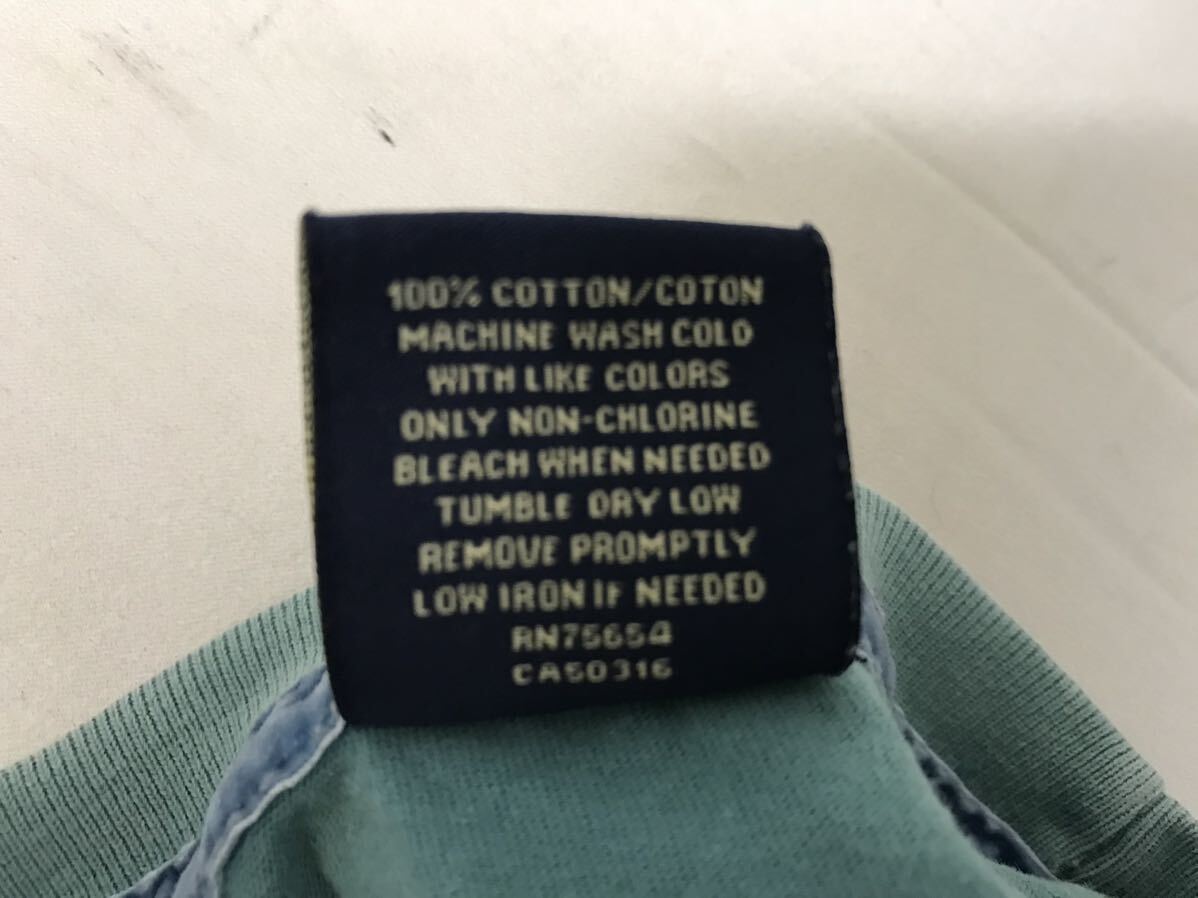 100% COTTON/COTON
MACHINE WASH COLD
WITH LIKE COLORS
ONLY NON-CHLORINE
BLEACH WHEN NEEDED
TUMBLE DRY LOW
REMOVE PROMPTLY
LOW IRON IF NEEDED
RN75654
CA50316